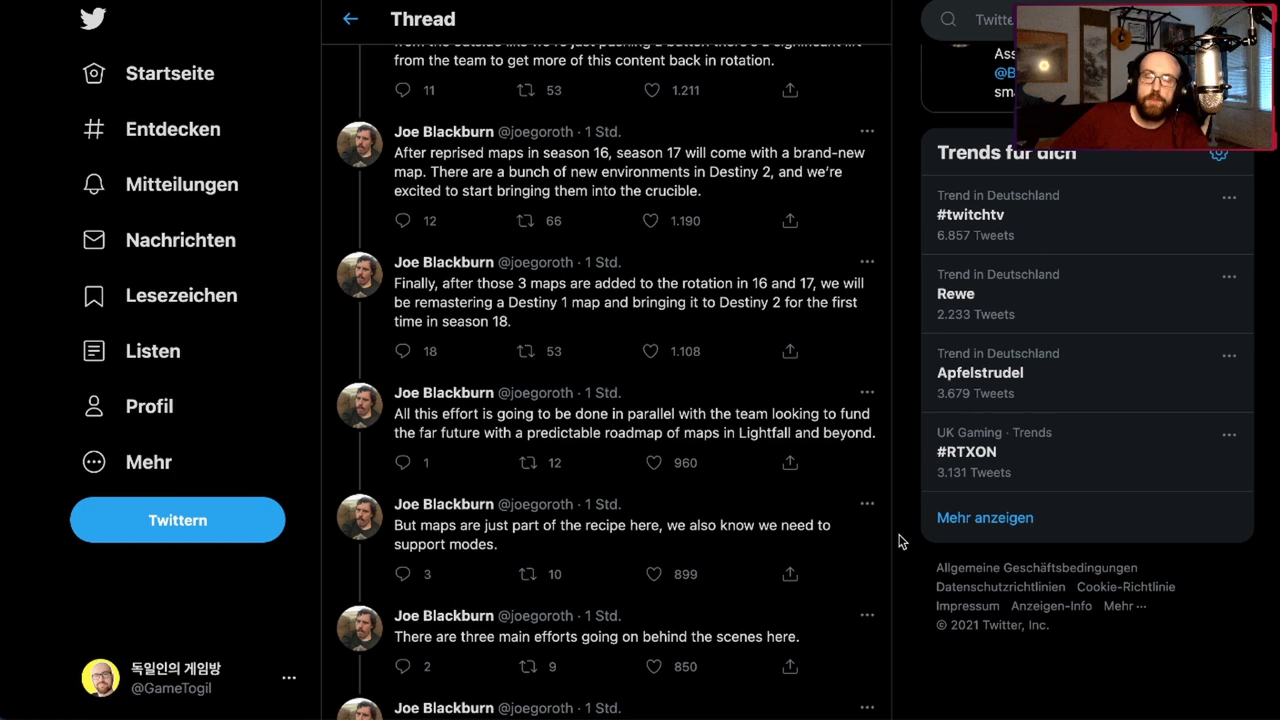 Startseite
Entdecken
Mitteilungen
Nachrichten
Lesezeichen
Listen
Profil
Mehr
Twittern
독일인의 게임방
@GameTogil
Thread
from the team to get more of this content back in rotation.
11 53 1.211
Joe Blackburn @joegoroth · 1 Std.
After reprised maps in season 16, season 17 will come with a brand-new
map. There are a bunch of new environments in Destiny 2, and we're
excited to start bringing them into the crucible.
12 66 1.190
Joe Blackburn @joegoroth · 1 Std.
Finally, after those 3 maps are added to the rotation in 16 and 17, we will
be remastering a Destiny 1 map and bringing it to Destiny 2 for the first
time in season 18.
18 53 1.108
Joe Blackburn @joegoroth · 1 Std.
All this effort is going to be done in parallel with the team looking to fund
the far future with a predictable roadmap of maps in Lightfall and beyond.
1 12 960
Joe Blackburn @joegoroth · 1 Std.
But maps are just part of the recipe here, we also know we need to
support modes.
3 10 899
Joe Blackburn @joegoroth · 1 Std.
There are three main efforts going on behind the scenes here.
2 9 850
Joe Blackburn @joegoroth · 1 Std.
Twitte
Ass
@B
sm
Trends für dich
Trend in Deutschland
#twitchtv
6.857 Tweets
Trend in Deutschland
Rewe
2.233 Tweets
Trend in Deutschland
Apfelstrudel
3.679 Tweets
UK Gaming · Trends
#RTXON
3.131 Tweets
Mehr anzeigen
Allgemeine Geschäftsbedingungen
Datenschutzrichtlinien Cookie-Richtlinie
Impressum Anzeigen-Info Mehr ···
© 2021 Twitter, Inc.